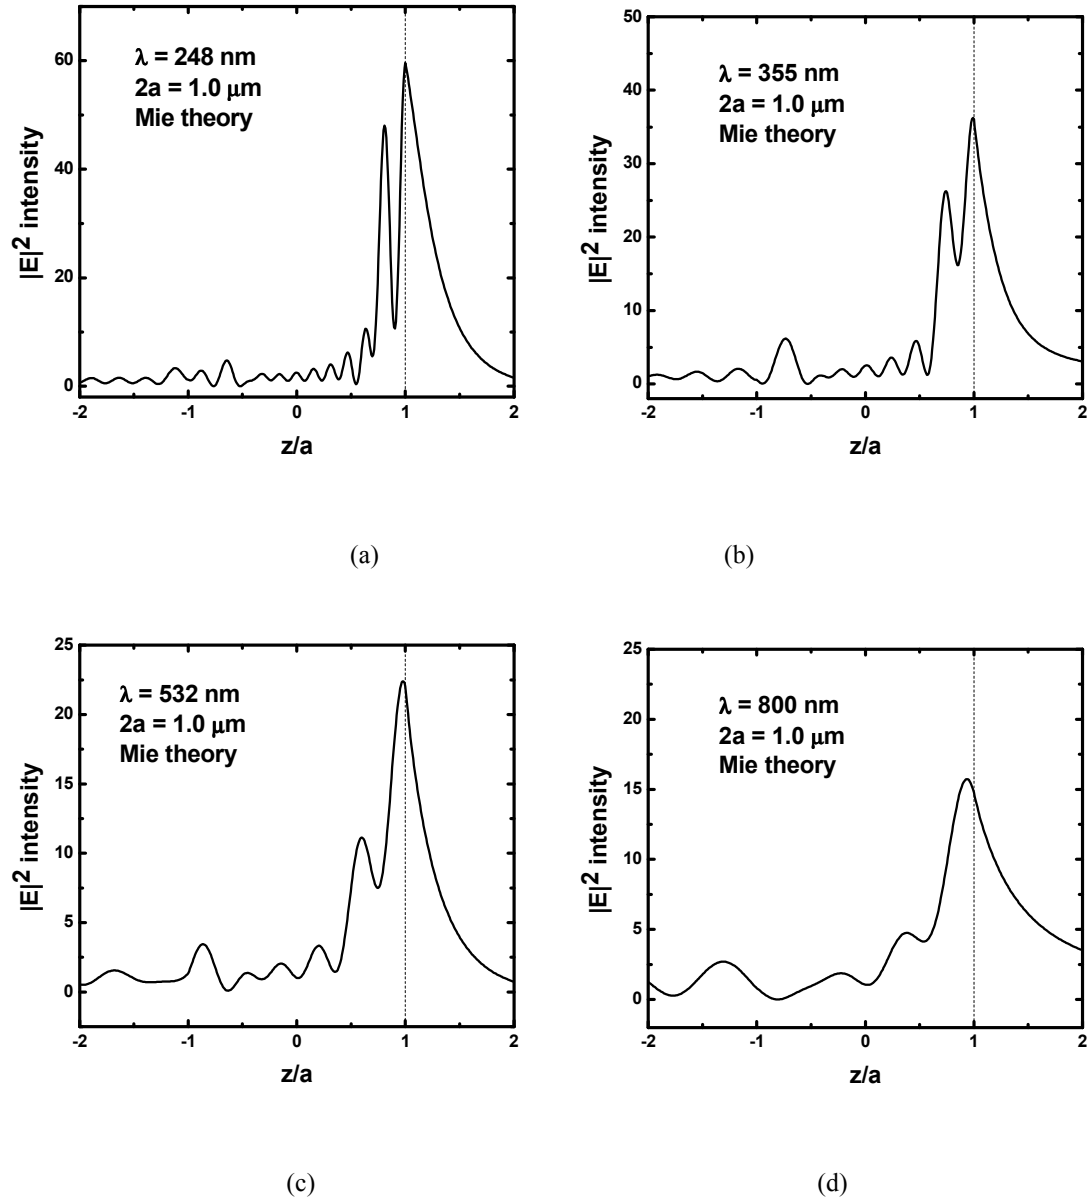 60
40
20
0
-2
-1
0
1
2
|E|² intensity
z/a
λ = 248 nm
2a = 1.0 μm
Mie theory
(a)
50
40
30
20
10
0
-2
-1
0
1
2
|E|² intensity
z/a
λ = 355 nm
2a = 1.0 μm
Mie theory
(b)
25
20
15
10
5
0
-2
-1
0
1
2
|E|² intensity
z/a
λ = 532 nm
2a = 1.0 μm
Mie theory
(c)
25
20
15
10
5
0
-2
-1
0
1
2
|E|² intensity
z/a
λ = 800 nm
2a = 1.0 μm
Mie theory
(d)